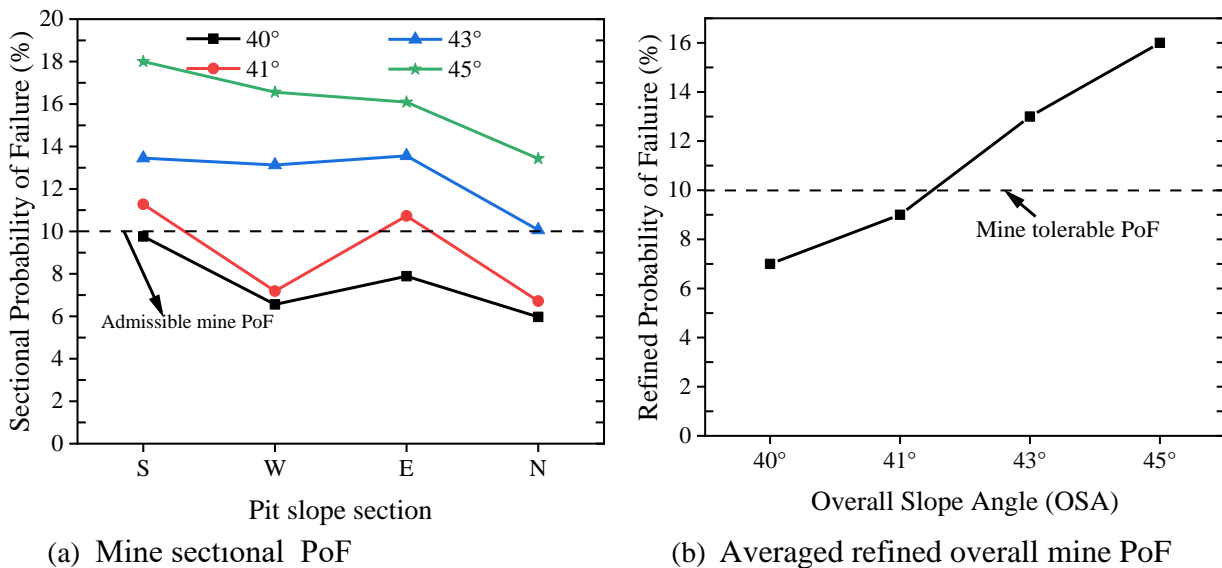 Sectional Probability of Failure (%)
20
18
16
14
12
10
8
6
4
2
0
40°
41°
43°
45°
Admissible mine PoF
S W E N
Pit slope section
(a) Mine sectional PoF
Refined Probability of Failuire (%)
16
14
12
10
8
6
4
2
0
Mine tolerable PoF
40° 41° 43° 45°
Overall Slope Angle (OSA)
(b) Averaged refined overall mine PoF